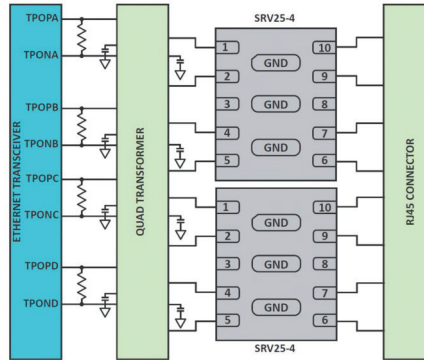 ETHERNET TRANSCEIVER
TPOPA
TPONA
TPOPB
TPONB
TPOPC
TPONC
TPOPD
TPOND
QUAD TRANSFORMER
SRV25-4
1 10
GND
2 9
3 GND 8
4 7
GND
5 6
1 10
GND
2 9
3 GND 8
4 7
GND
5 6
SRV25-4
RJ45 CONNECTOR